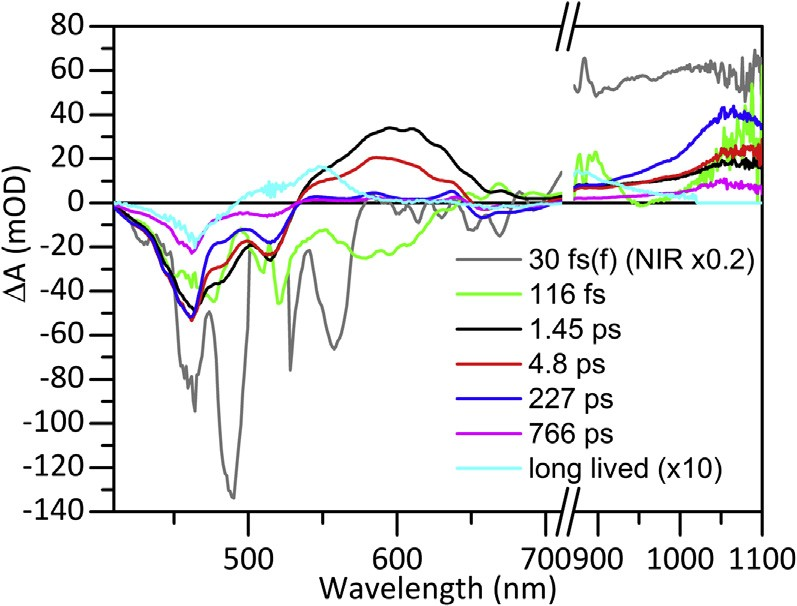 80
60
40
20
0
-20
-40
-60
-80
-100
-120
-140
ΔA (mOD)
30 fs(f) (NIR x0.2)
116 fs
1.45 ps
4.8 ps
227 ps
766 ps
long lived (x10)
500 600 700 900 1000 1100
Wavelength (nm)